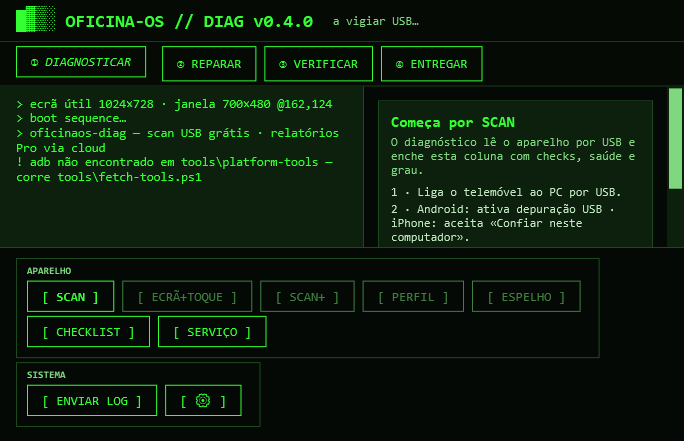 OFICINA-OS // DIAG v0.4.0 a vigiar USB…
① DIAGNOSTICAR ② REPARAR ③ VERIFICAR ④ ENTREGAR
> ecrã útil 1024×728 · janela 700×480 @162,124
> boot sequence…
> oficinaos-diag — scan USB grátis · relatórios
Pro via cloud
! adb não encontrado em tools\platform-tools —
corre tools\fetch-tools.ps1
Começa por SCAN
O diagnóstico lê o aparelho por USB e
enche esta coluna com checks, saúde e
grau.
1 · Liga o telemóvel ao PC por USB.
2 · Android: ativa depuração USB ·
iPhone: aceita «Confiar neste
computador».
APARELHO
[ SCAN ] [ ECRÃ+TOQUE ] [ SCAN+ ] [ PERFIL ] [ ESPELHO ]
[ CHECKLIST ] [ SERVIÇO ]
SISTEMA
[ ENVIAR LOG ] [ ⚙ ]